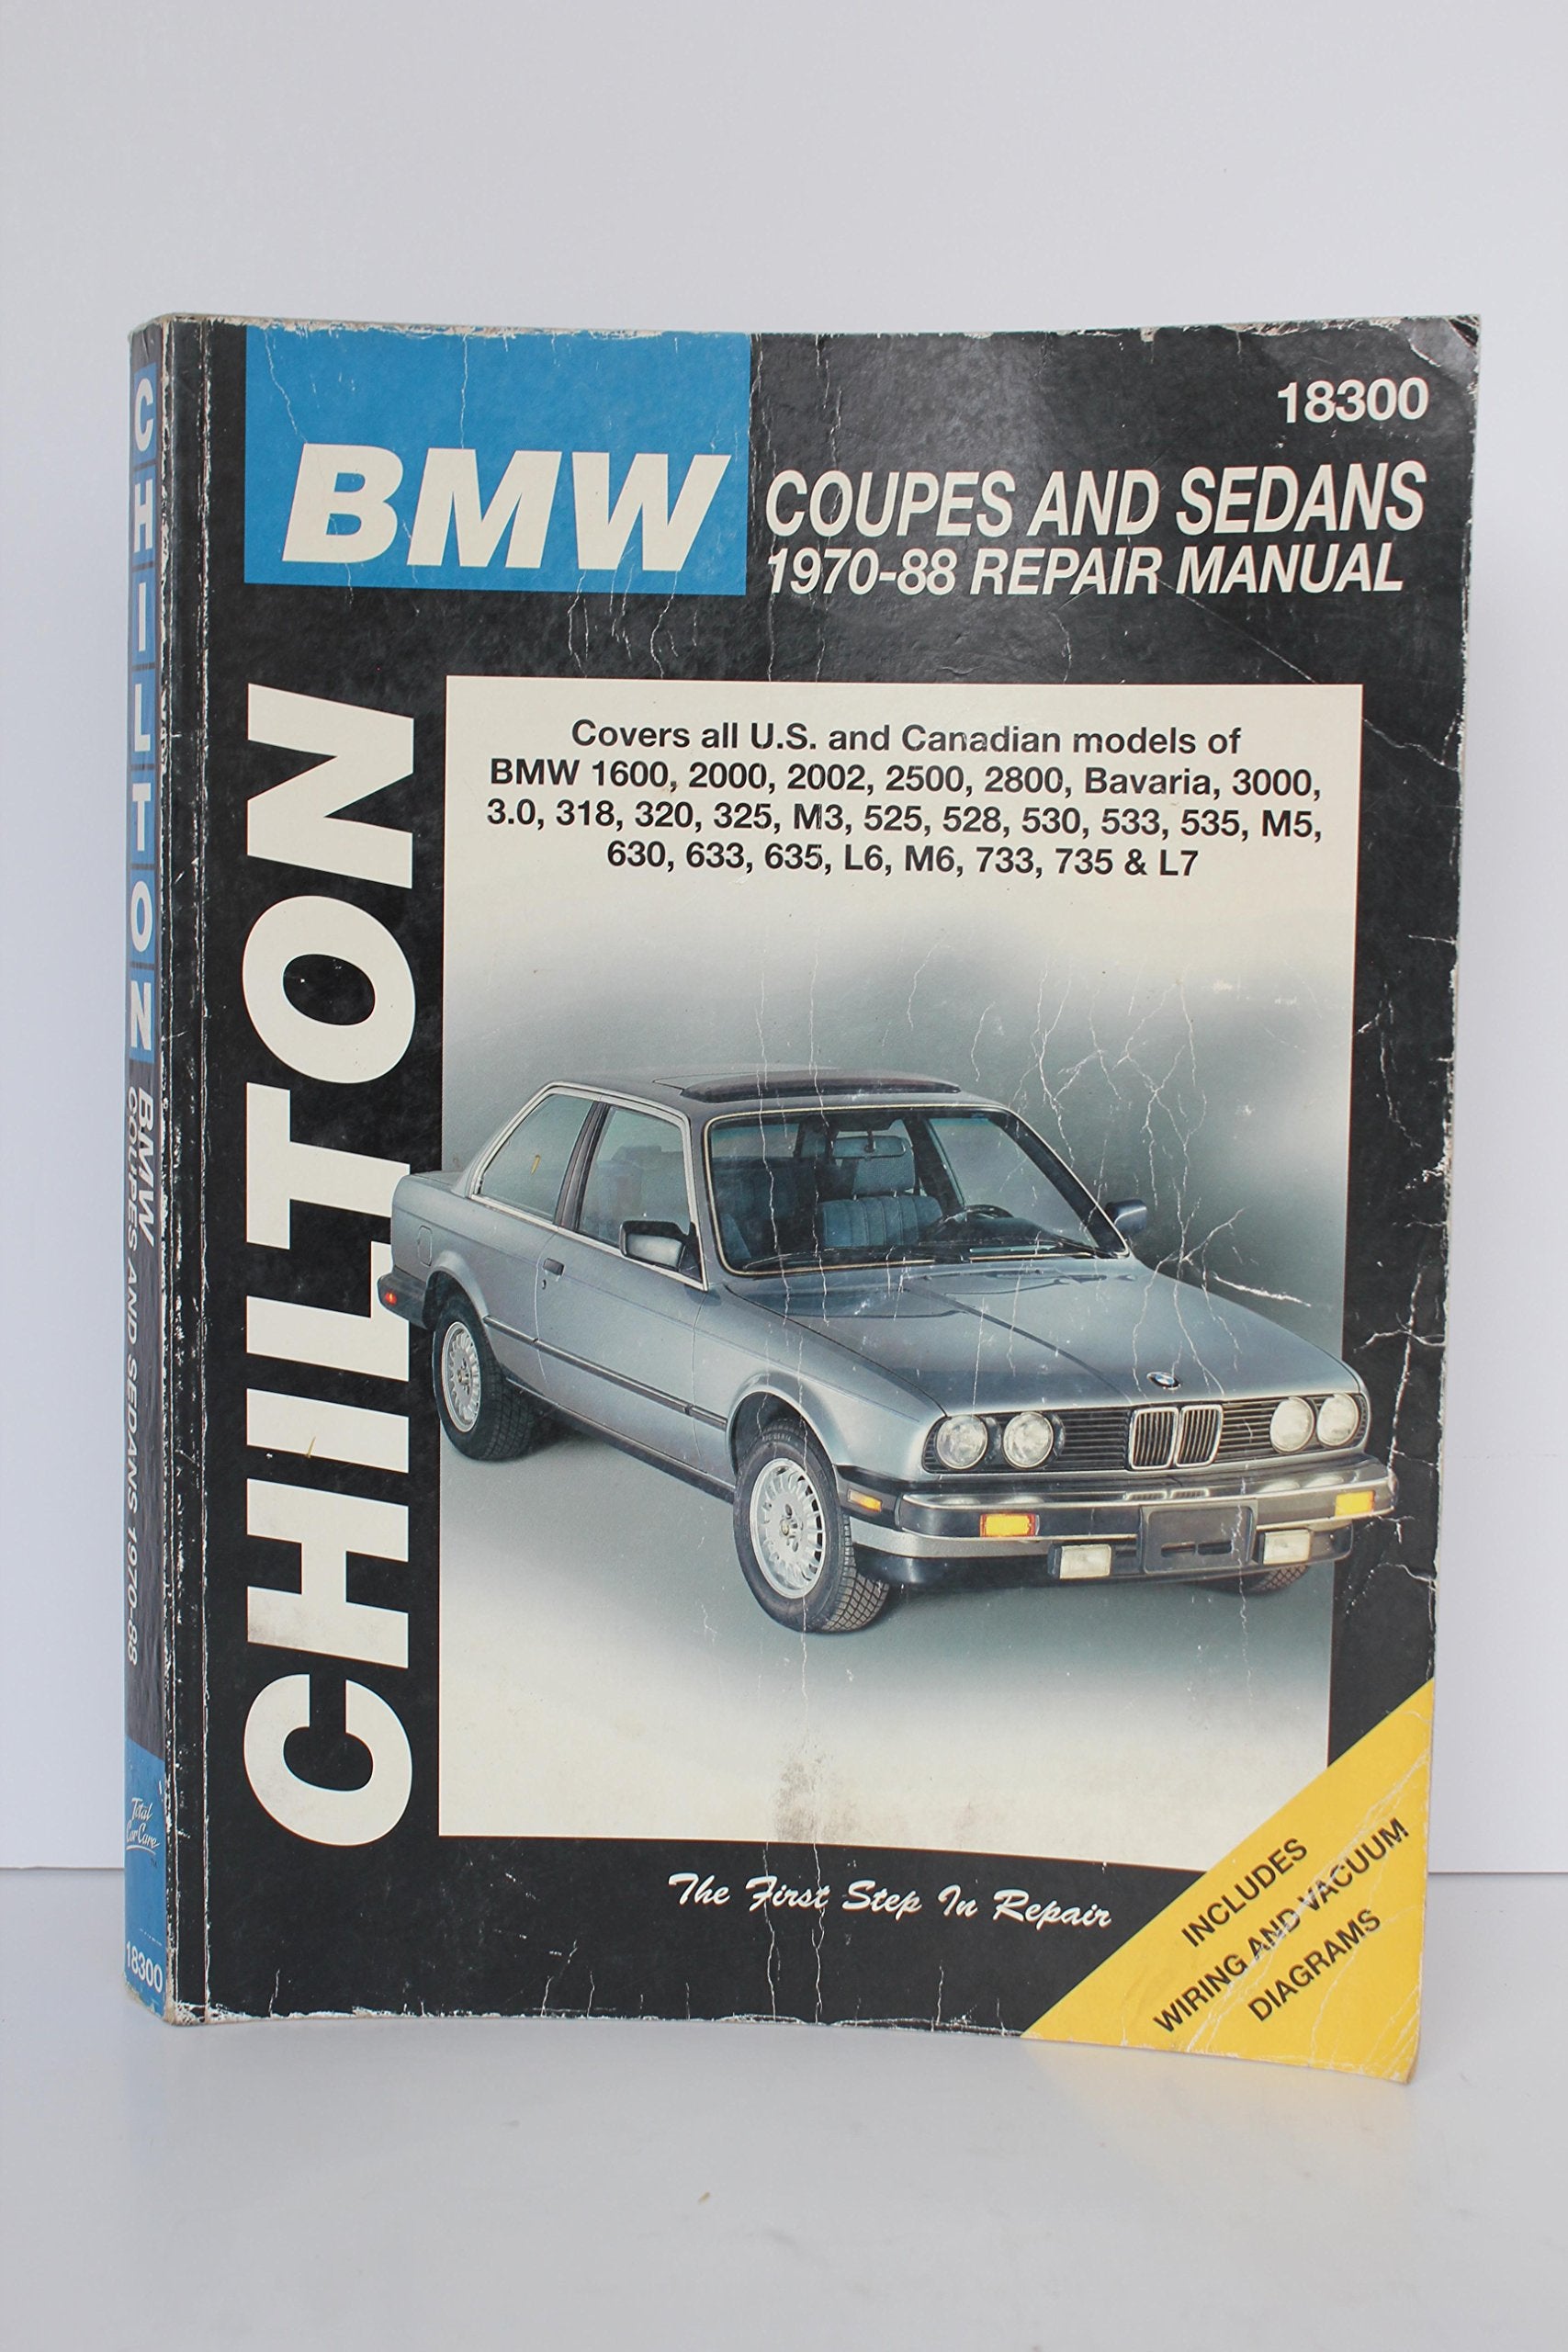 18300
BMW
COUPES AND SEDANS
1970-88 REPAIR MANUAL
CHILTON
Covers all U.S. and Canadian models of
BMW 1600, 2000, 2002, 2500, 2800, Bavaria, 3000,
3.0, 318, 320, 325, M3, 525, 528, 530, 533, 535, M5,
630, 633, 635, L6, M6, 733, 735 & L7
The First Step In Repair
INCLUDES
WIRING AND VACUUM
DIAGRAMS
CHILTON
BMW
COUPES AND SEDANS 1970-88
Total
Car Care
18300